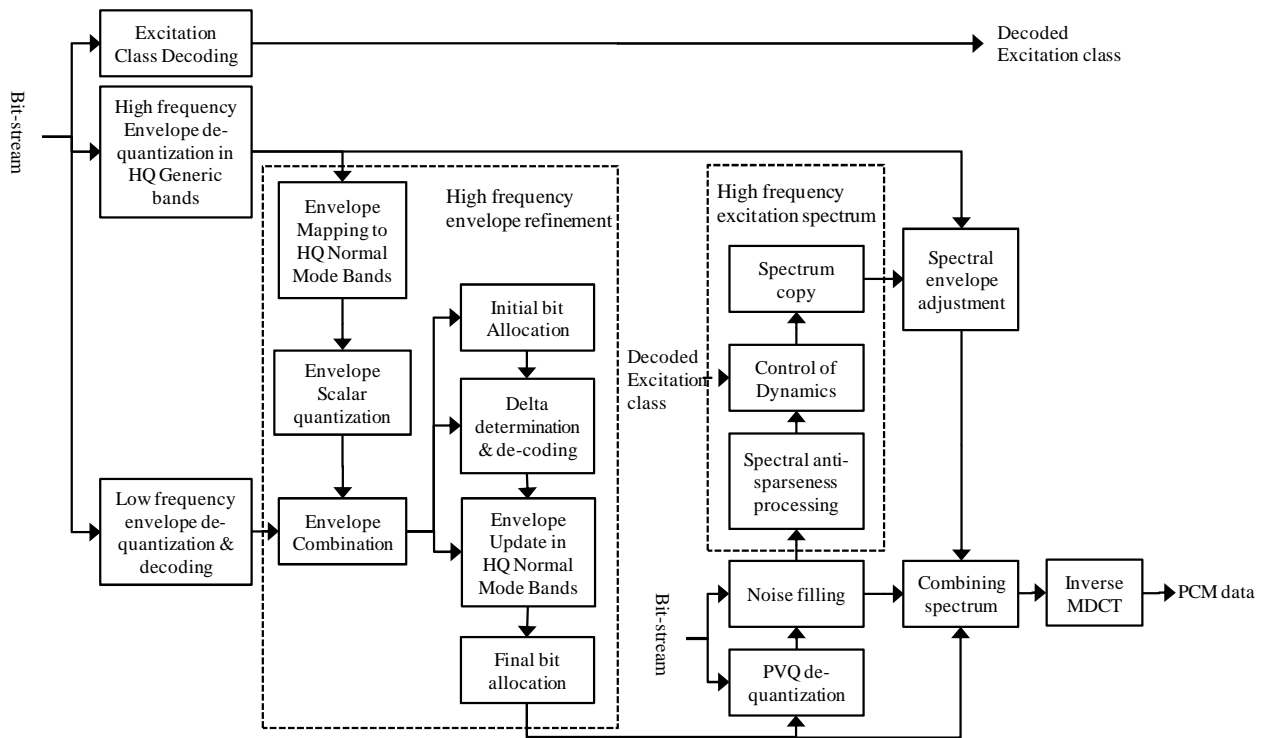 Excitation
Class Decoding
Decoded
Excitation class
Bit-stream
High frequency
Envelope de-
quantization in
HQ Generic
bands
High frequency
envelope refinement
Envelope
Mapping to
HQ Normal
Mode Bands
Envelope
Scalar
quantization
Low frequency
envelope de-
quantization &
decoding
Envelope
Combination
Initial bit
Allocation
Delta
determination
& de-coding
Envelope
Update in
HQ Normal
Mode Bands
Final bit
allocation
High frequency
excitation spectrum
Spectrum
copy
Decoded
Excitation
class
Control of
Dynamics
Spectral anti-
sparseness
processing
Spectral
envelope
adjustment
Bit-stream
Noise filling
PVQ de-
quantization
Combining
spectrum
Inverse
MDCT
PCM data